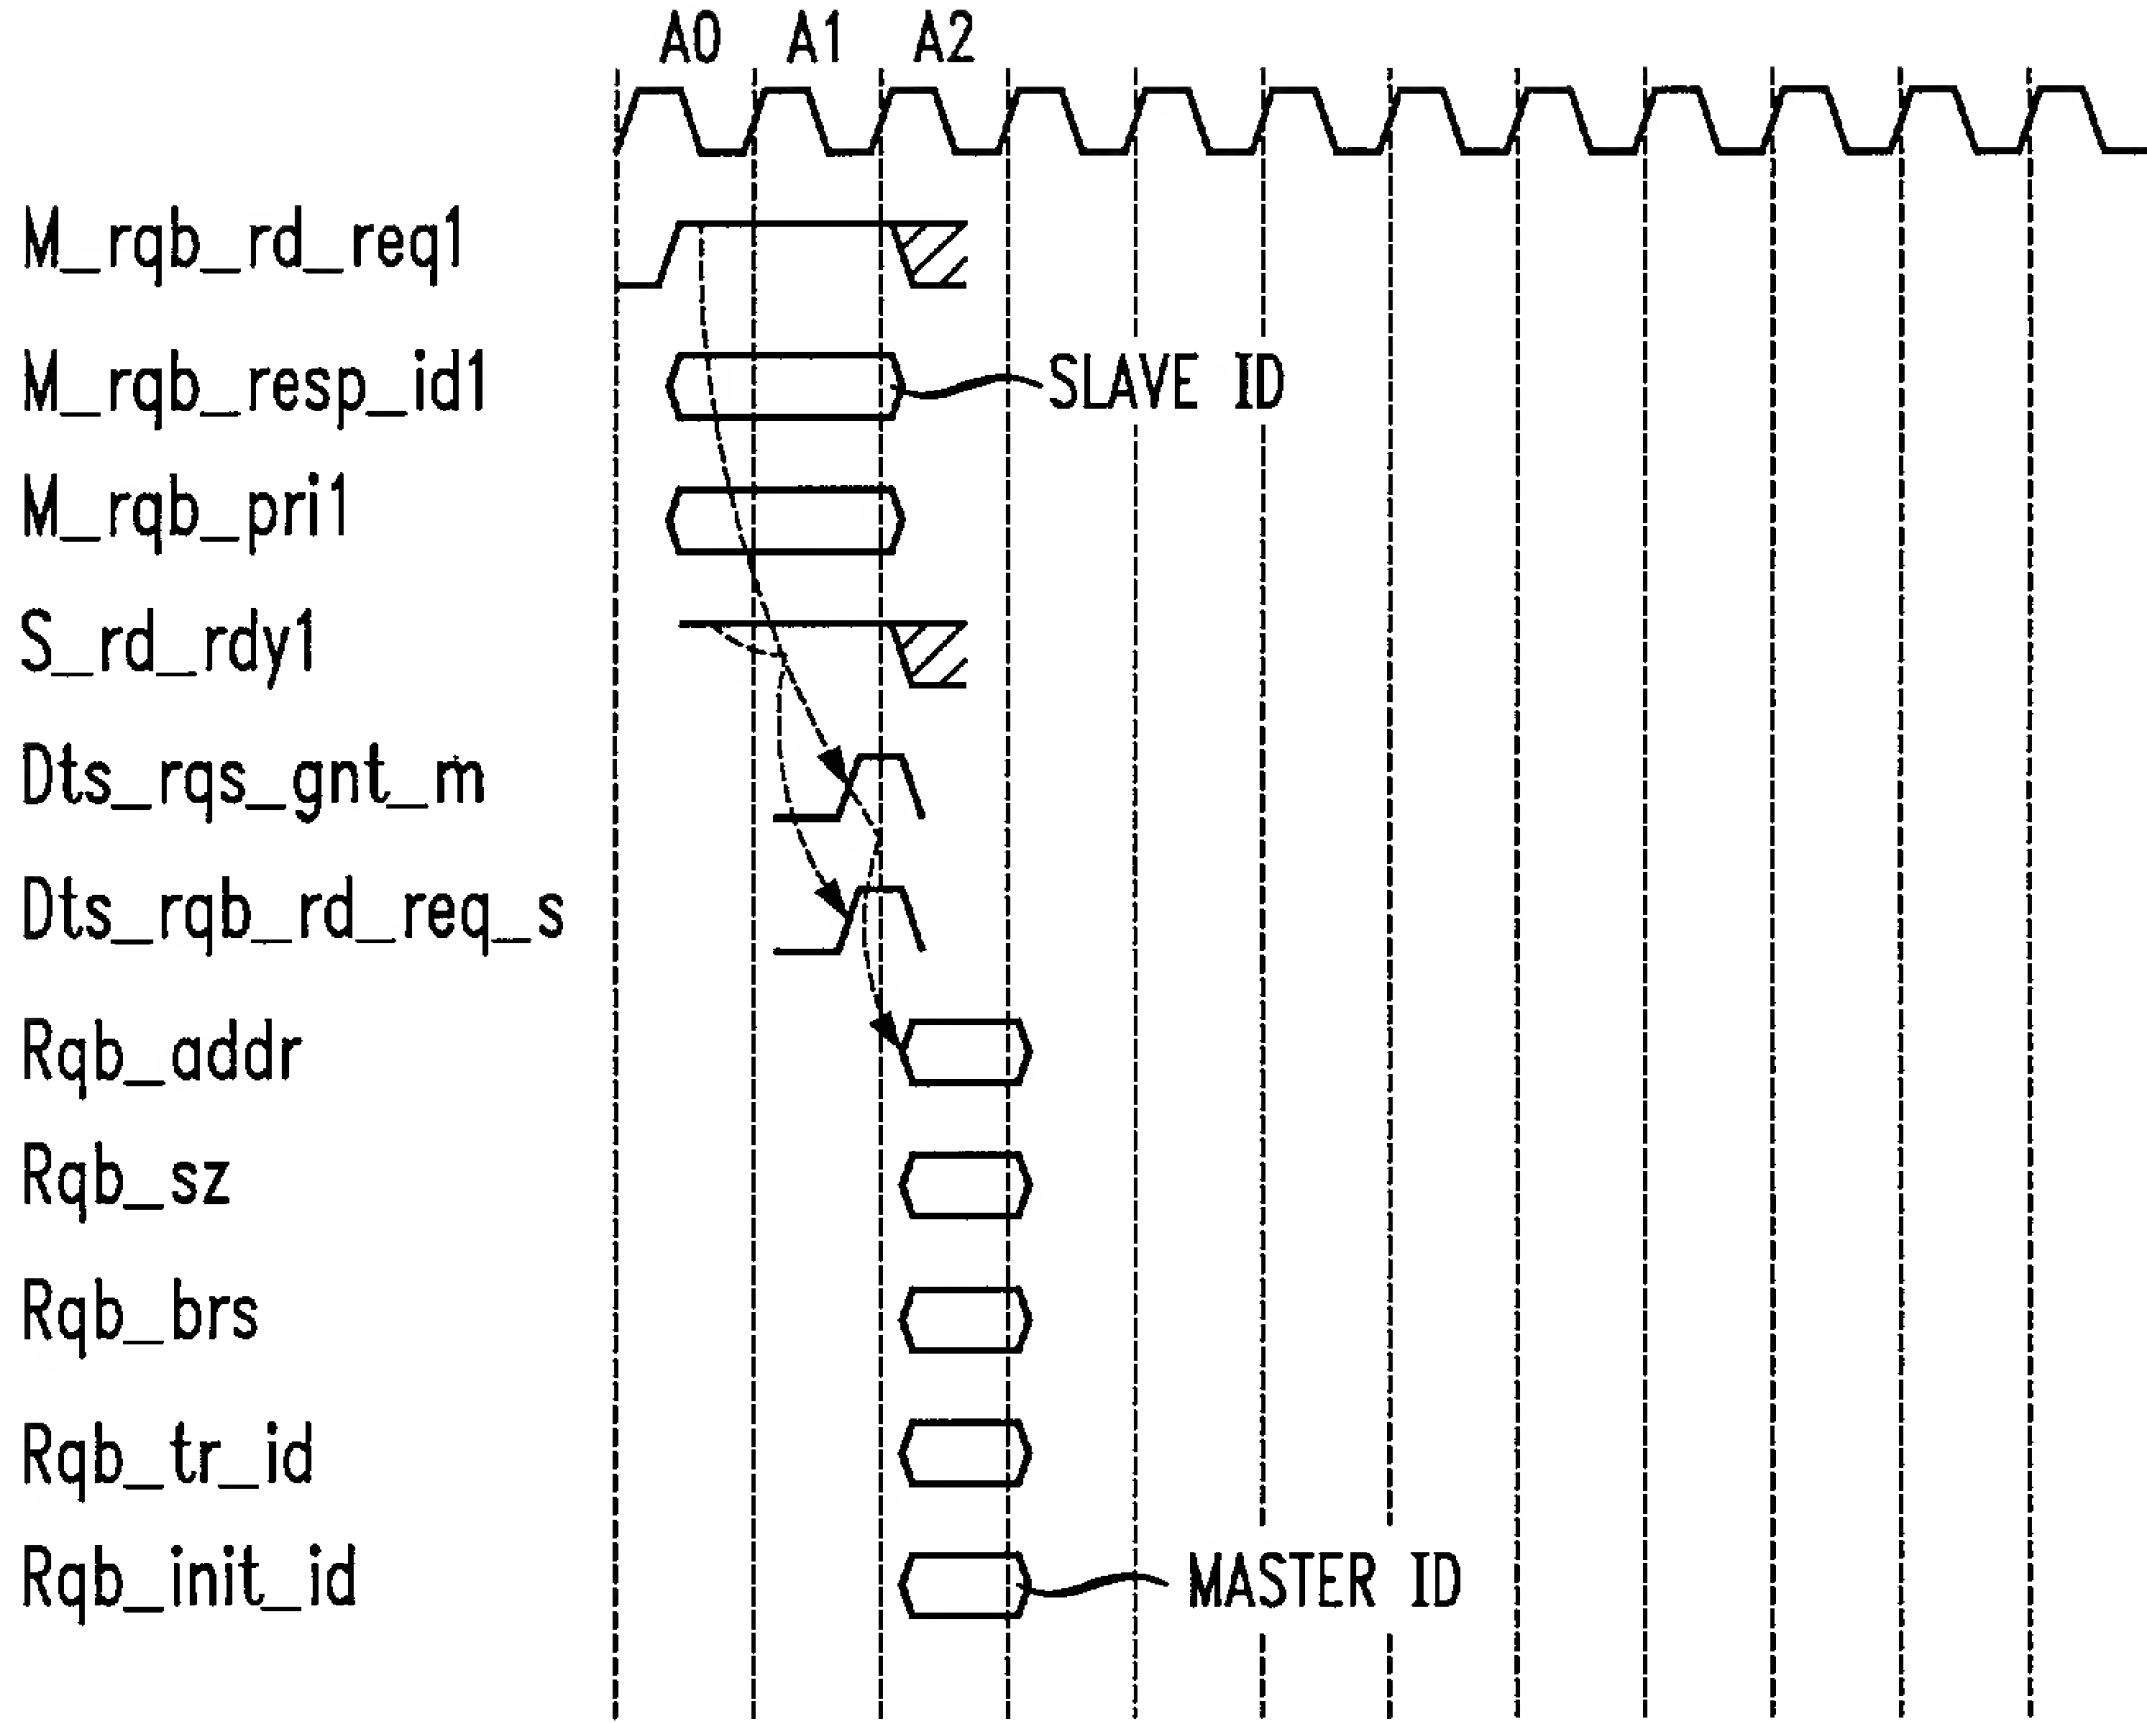 A0 A1 A2
M_rqb_rd_req1
M_rqb_resp_id1 SLAVE ID
M_rqb_pri1
S_rd_rdy1
Dts_rqs_gnt_m
Dts_rqb_rd_req_s
Rqb_addr
Rqb_sz
Rqb_brs
Rqb_tr_id
Rqb_init_id MASTER ID